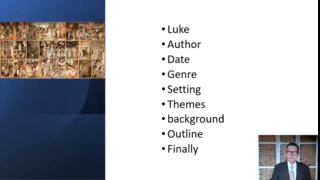 • Luke
• Author
• Date
• Genre
• Setting
• Themes
• background
• Outline
• Finally